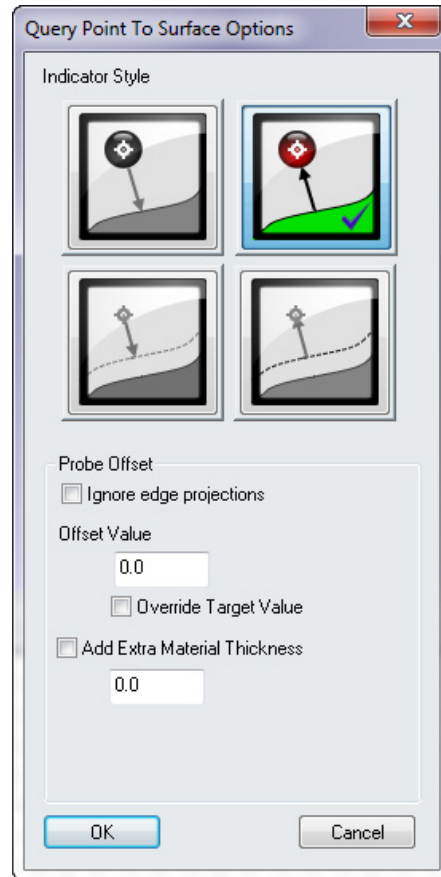 Query Point To Surface Options
Indicator Style
Probe Offset
Ignore edge projections
Offset Value
0.0
Override Target Value
Add Extra Material Thickness
0.0
OK
Cancel